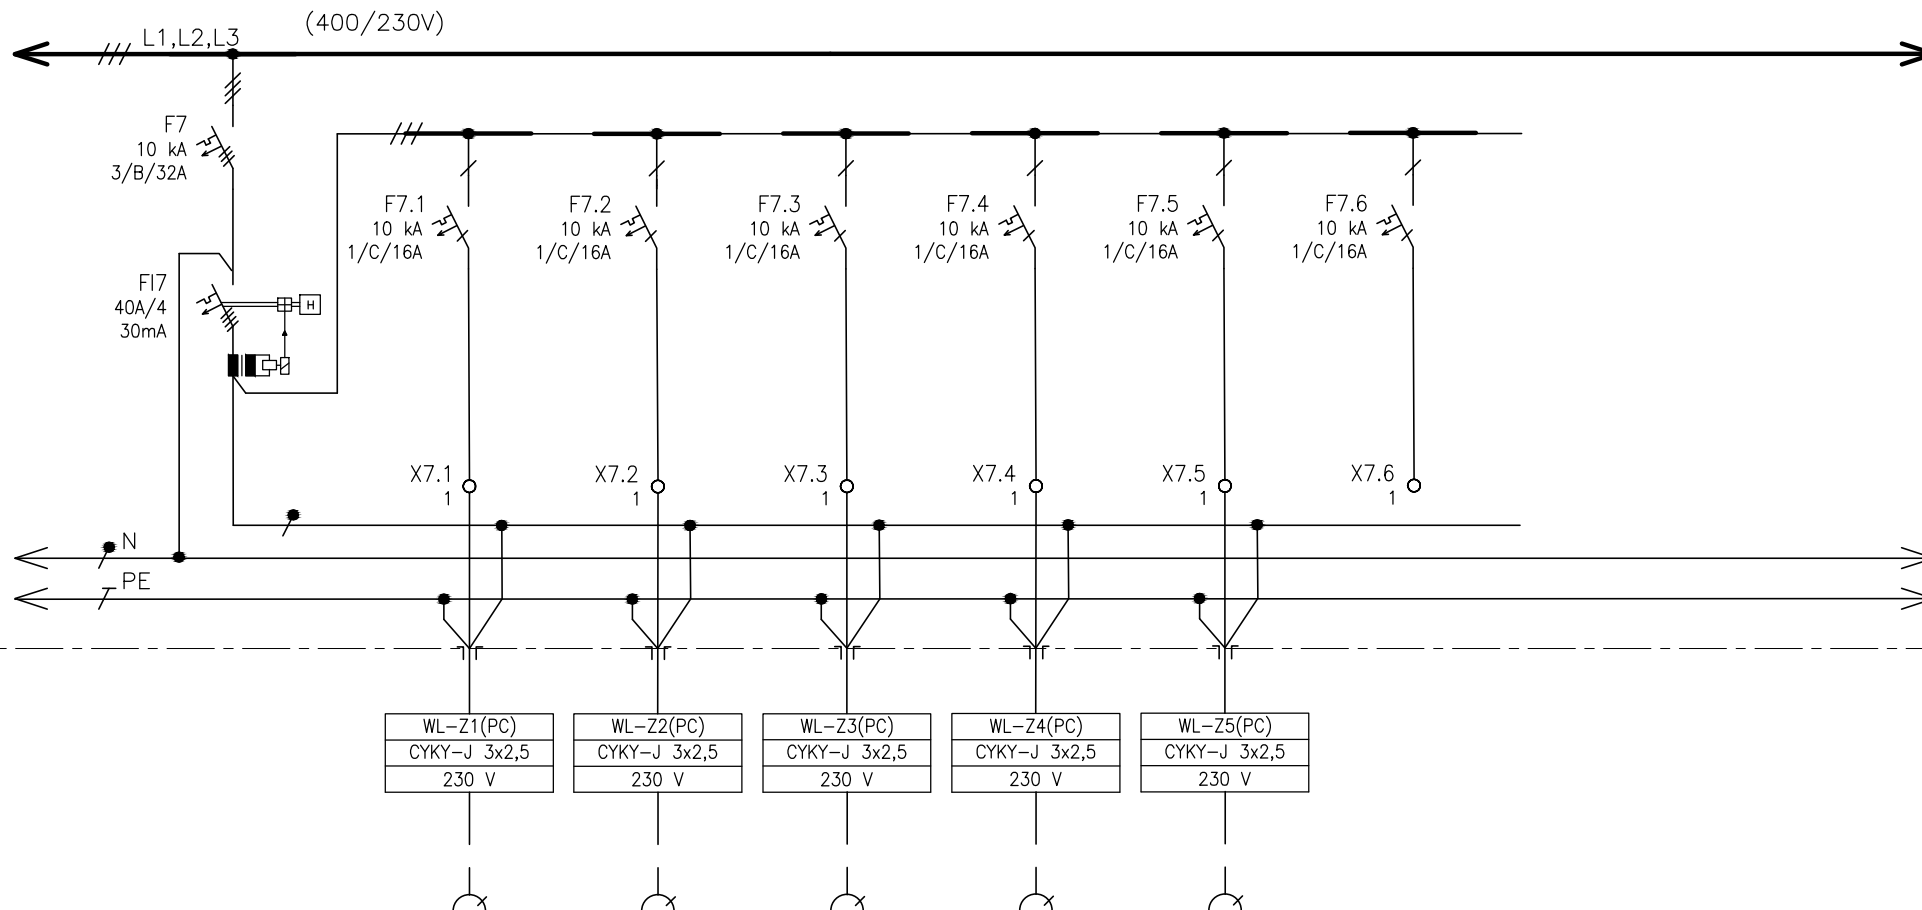 (400/230V)
L1,L2,L3
F7
10 kA
3/B/32A
F7.1
10 kA
1/C/16A
F7.2
10 kA
1/C/16A
F7.3
10 kA
1/C/16A
F7.4
10 kA
1/C/16A
F7.5
10 kA
1/C/16A
F7.6
10 kA
1/C/16A
FI7
40A/4
30mA
H
X7.1
1
X7.2
1
X7.3
1
X7.4
1
X7.5
1
X7.6
1
N
PE
WL-Z1(PC)
CYKY-J 3x2,5
230 V
WL-Z2(PC)
CYKY-J 3x2,5
230 V
WL-Z3(PC)
CYKY-J 3x2,5
230 V
WL-Z4(PC)
CYKY-J 3x2,5
230 V
WL-Z5(PC)
CYKY-J 3x2,5
230 V